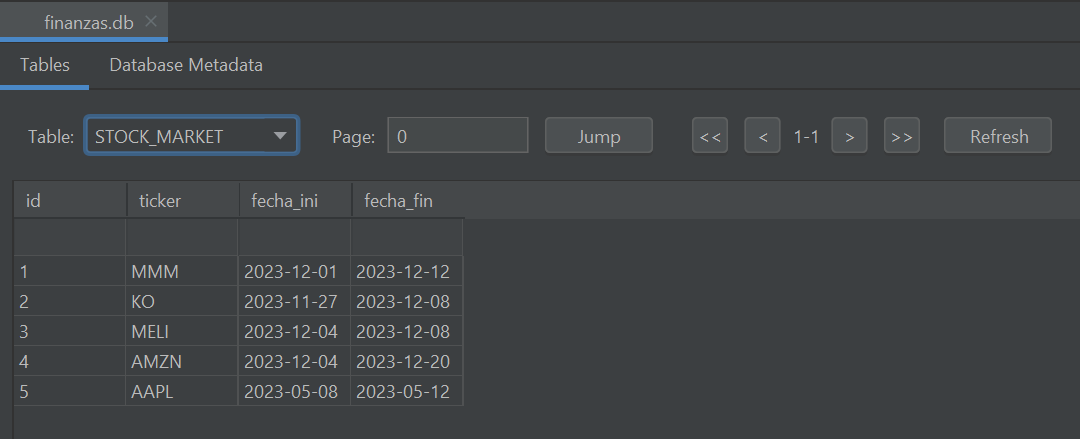 finanzas.db ×
Tables Database Metadata
Table: STOCK_MARKET Page: 0 Jump << < 1-1 > >> Refresh
id ticker fecha_ini fecha_fin
1 MMM 2023-12-01 2023-12-12
2 KO 2023-11-27 2023-12-08
3 MELI 2023-12-04 2023-12-08
4 AMZN 2023-12-04 2023-12-20
5 AAPL 2023-05-08 2023-05-12